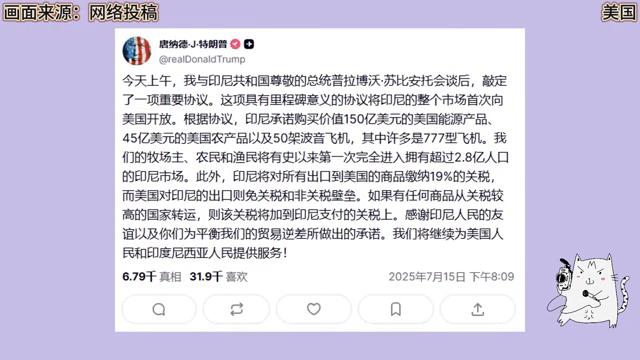 画面来源：网络投稿
美国
唐纳德·J·特朗普
@realDonaldTrump
今天上午，我与印尼共和国尊敬的总统普拉博沃·苏比安托会谈后，敲定
了一项重要协议。这项具有里程碑意义的协议将印尼的整个市场首次向
美国开放。根据协议，印尼承诺购买价值150亿美元的美国能源产品、
45亿美元的美国农产品以及50架波音飞机，其中许多是777型飞机。我
们的牧场主、农民和渔民将有史以来第一次完全进入拥有超过2.8亿人口
的印尼市场。此外，印尼将对所有出口到美国的商品缴纳19%的关税，
而美国对印尼的出口则免关税和非关税壁垒。如果有任何商品从关税较
高的国家转运，则该关税将加到印尼支付的关税上。感谢印尼人民的友
谊以及你们为平衡我们的贸易逆差所做出的承诺。我们将继续为美国人
民和印度尼西亚人民提供服务！
6.79千 真相 31.9千 喜欢
2025年7月15日 下午8:09